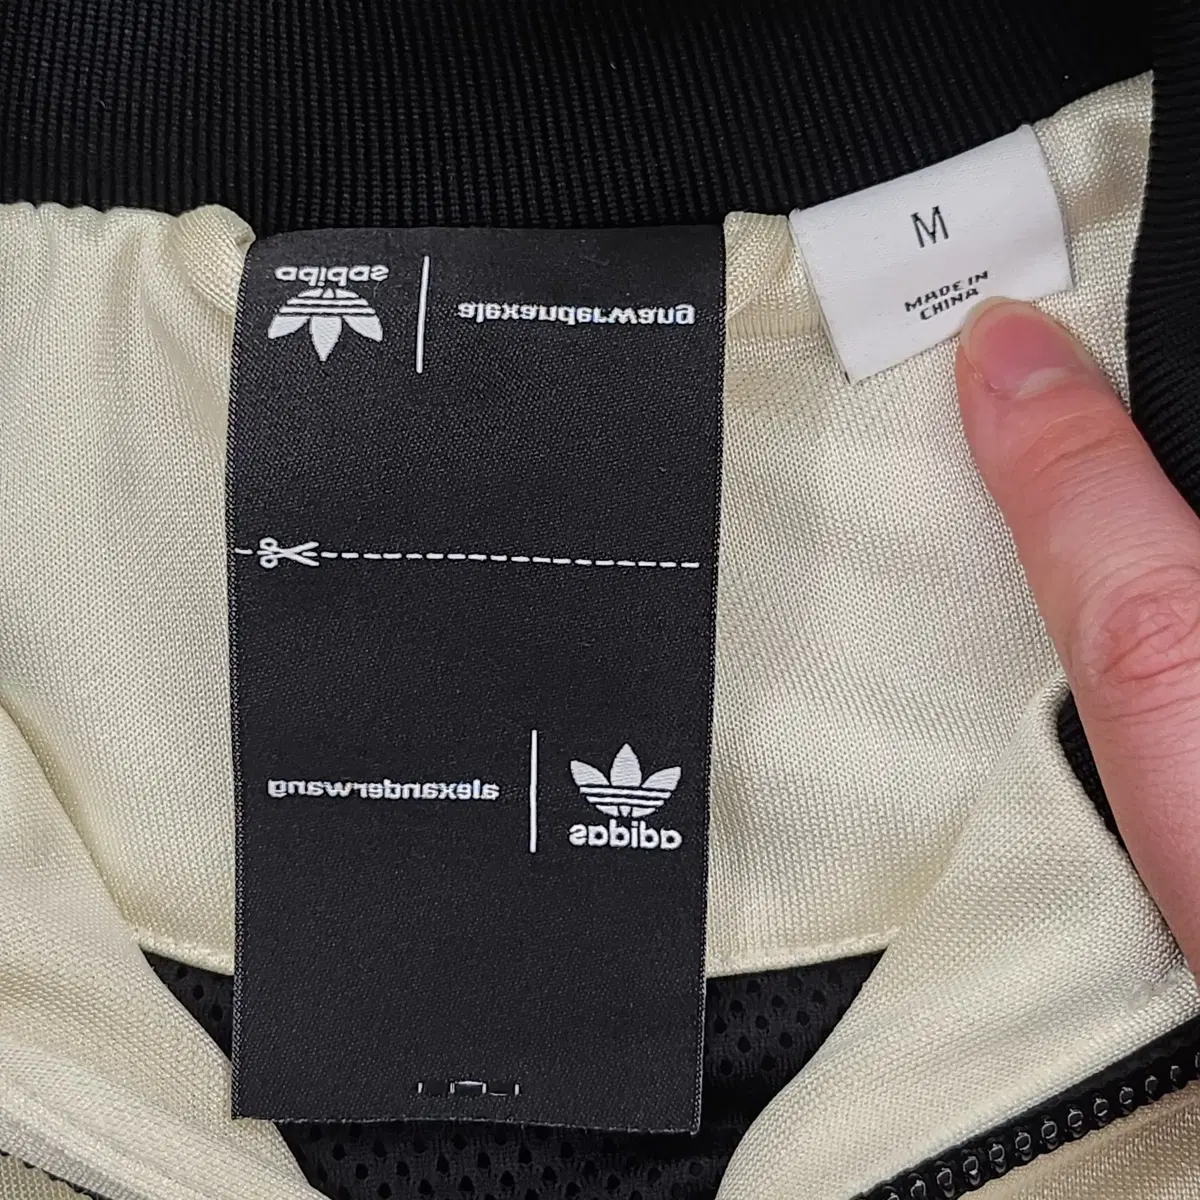 adidas
alexanderwang
M
MADE IN
CHINA
alexanderwang
adidas